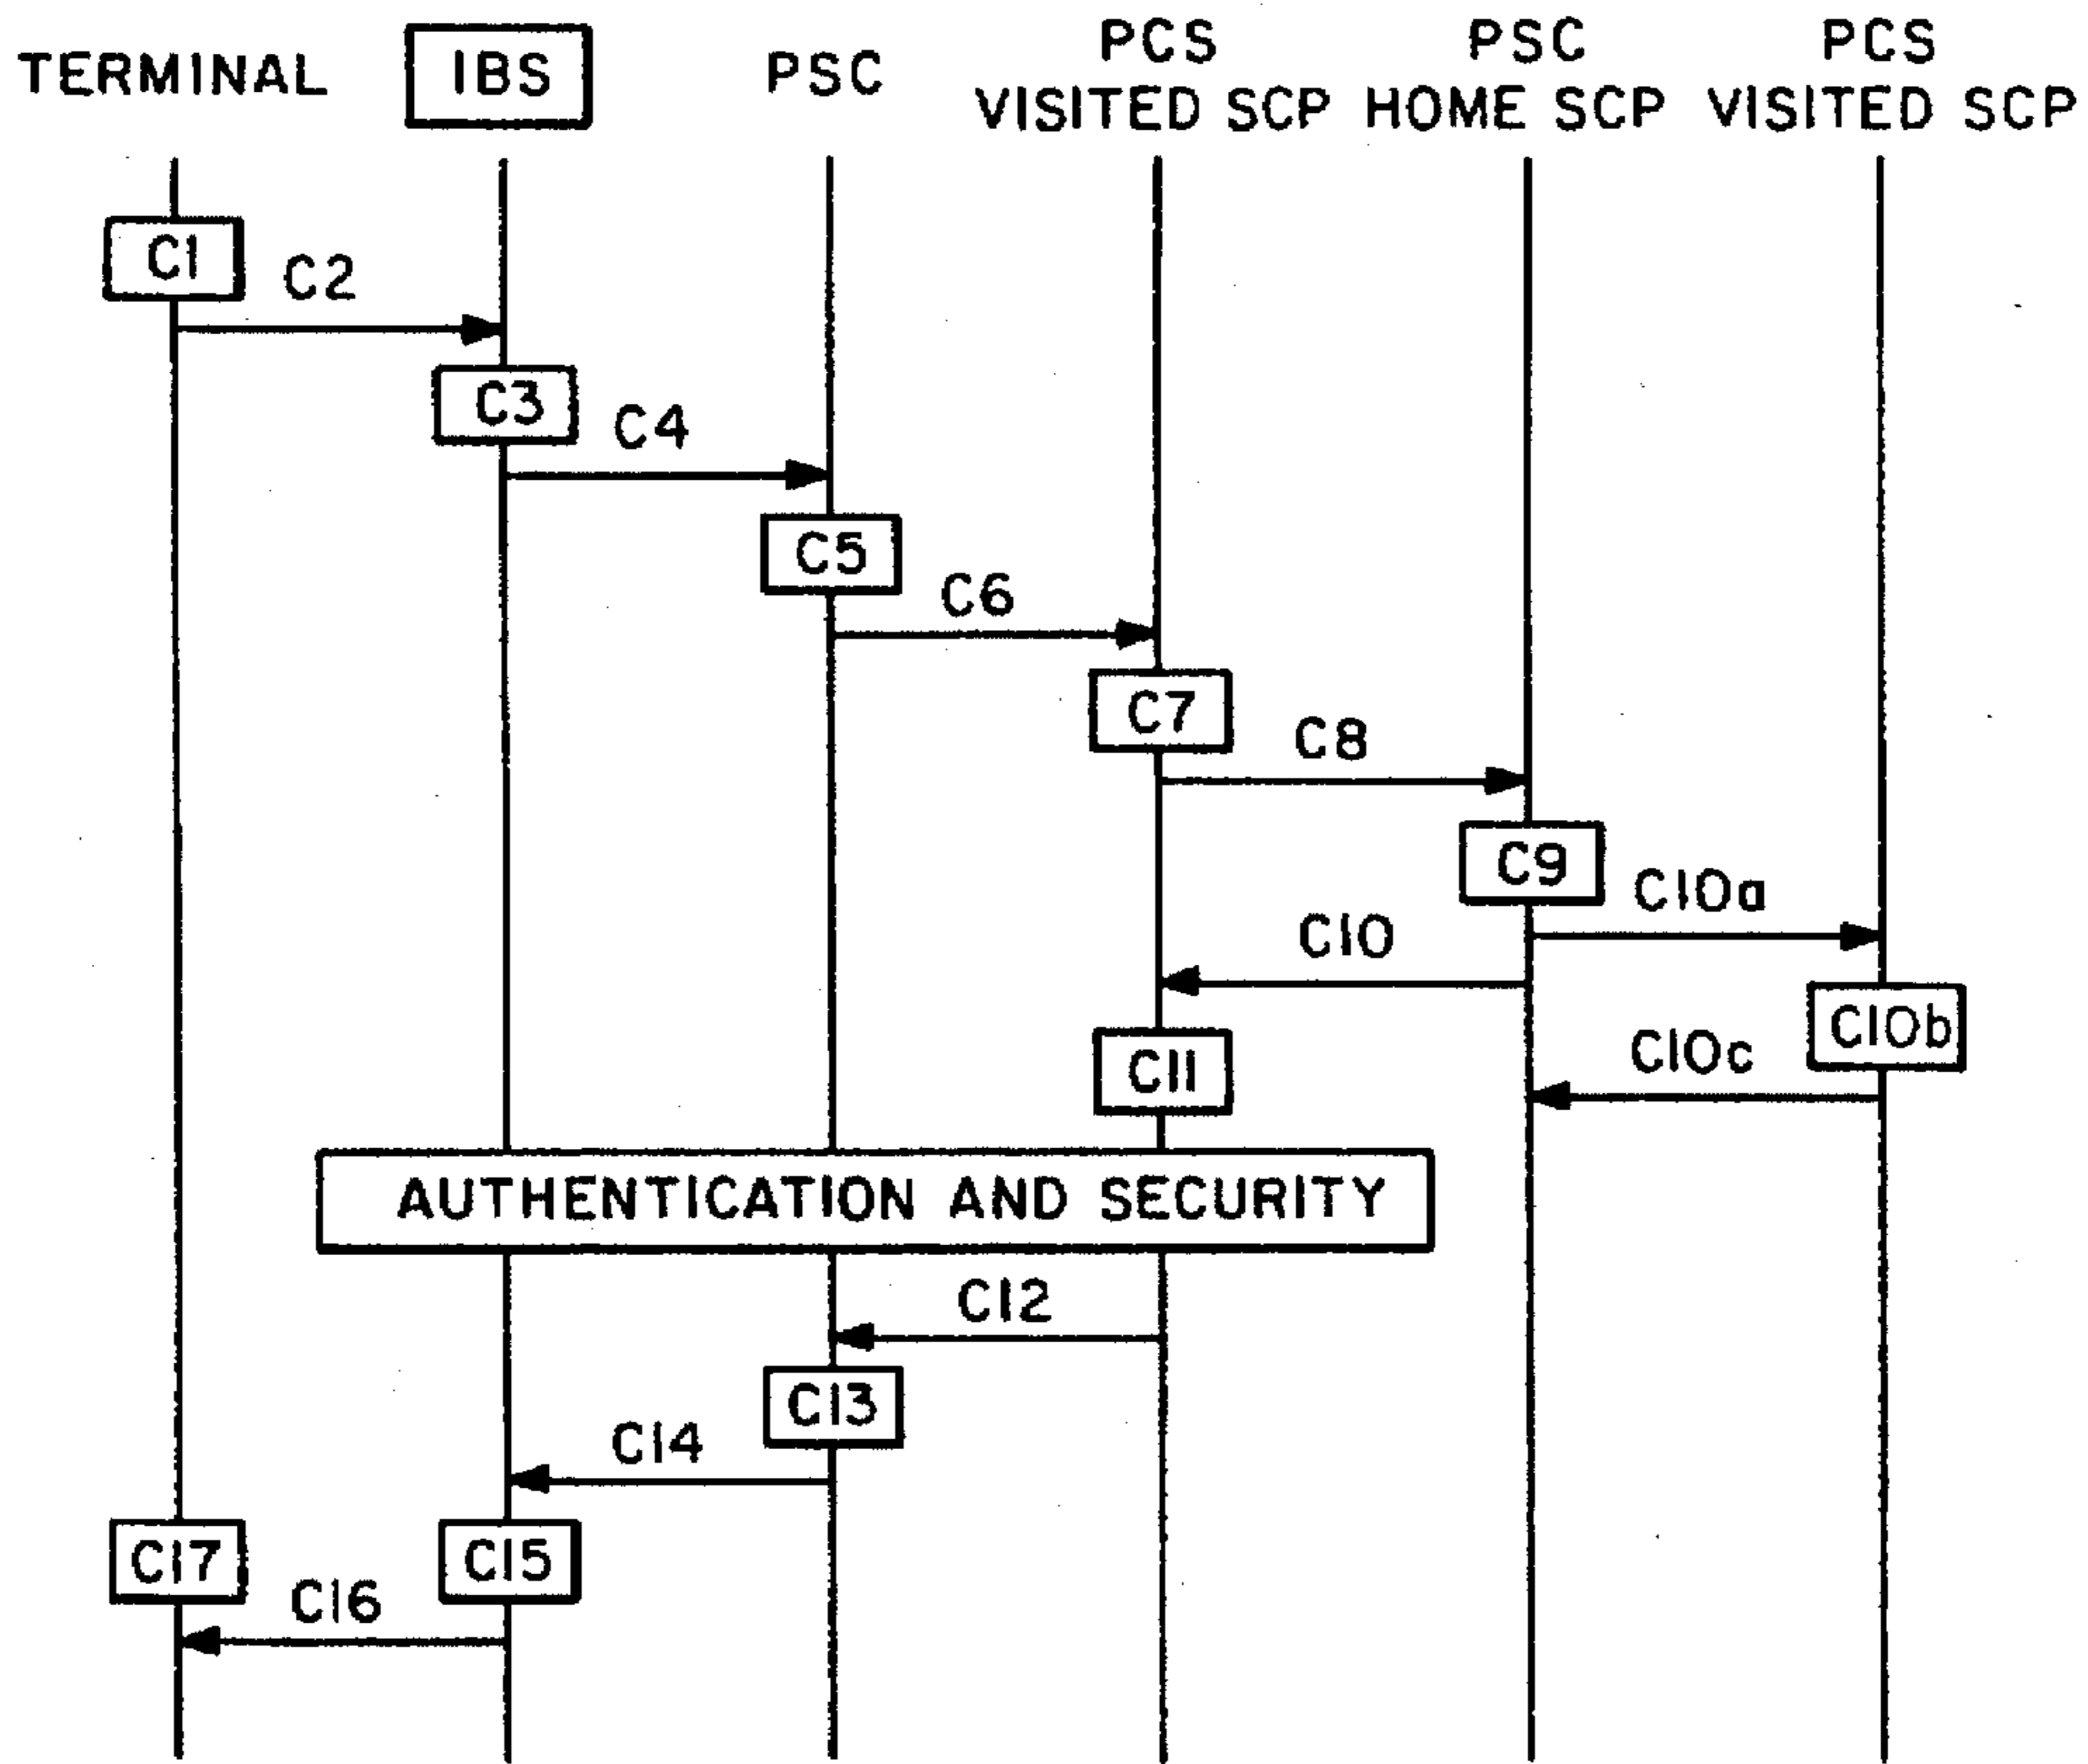 TERMINAL
IBS
PSC
PCS
VISITED SCP
PSC
HOME SCP
PCS
VISITED SCP
C1
C2
C3
C4
C5
C6
C7
C8
C9
C10a
C10
C10b
C11
C10c
AUTHENTICATION AND SECURITY
C12
C13
C14
C17
C15
C16